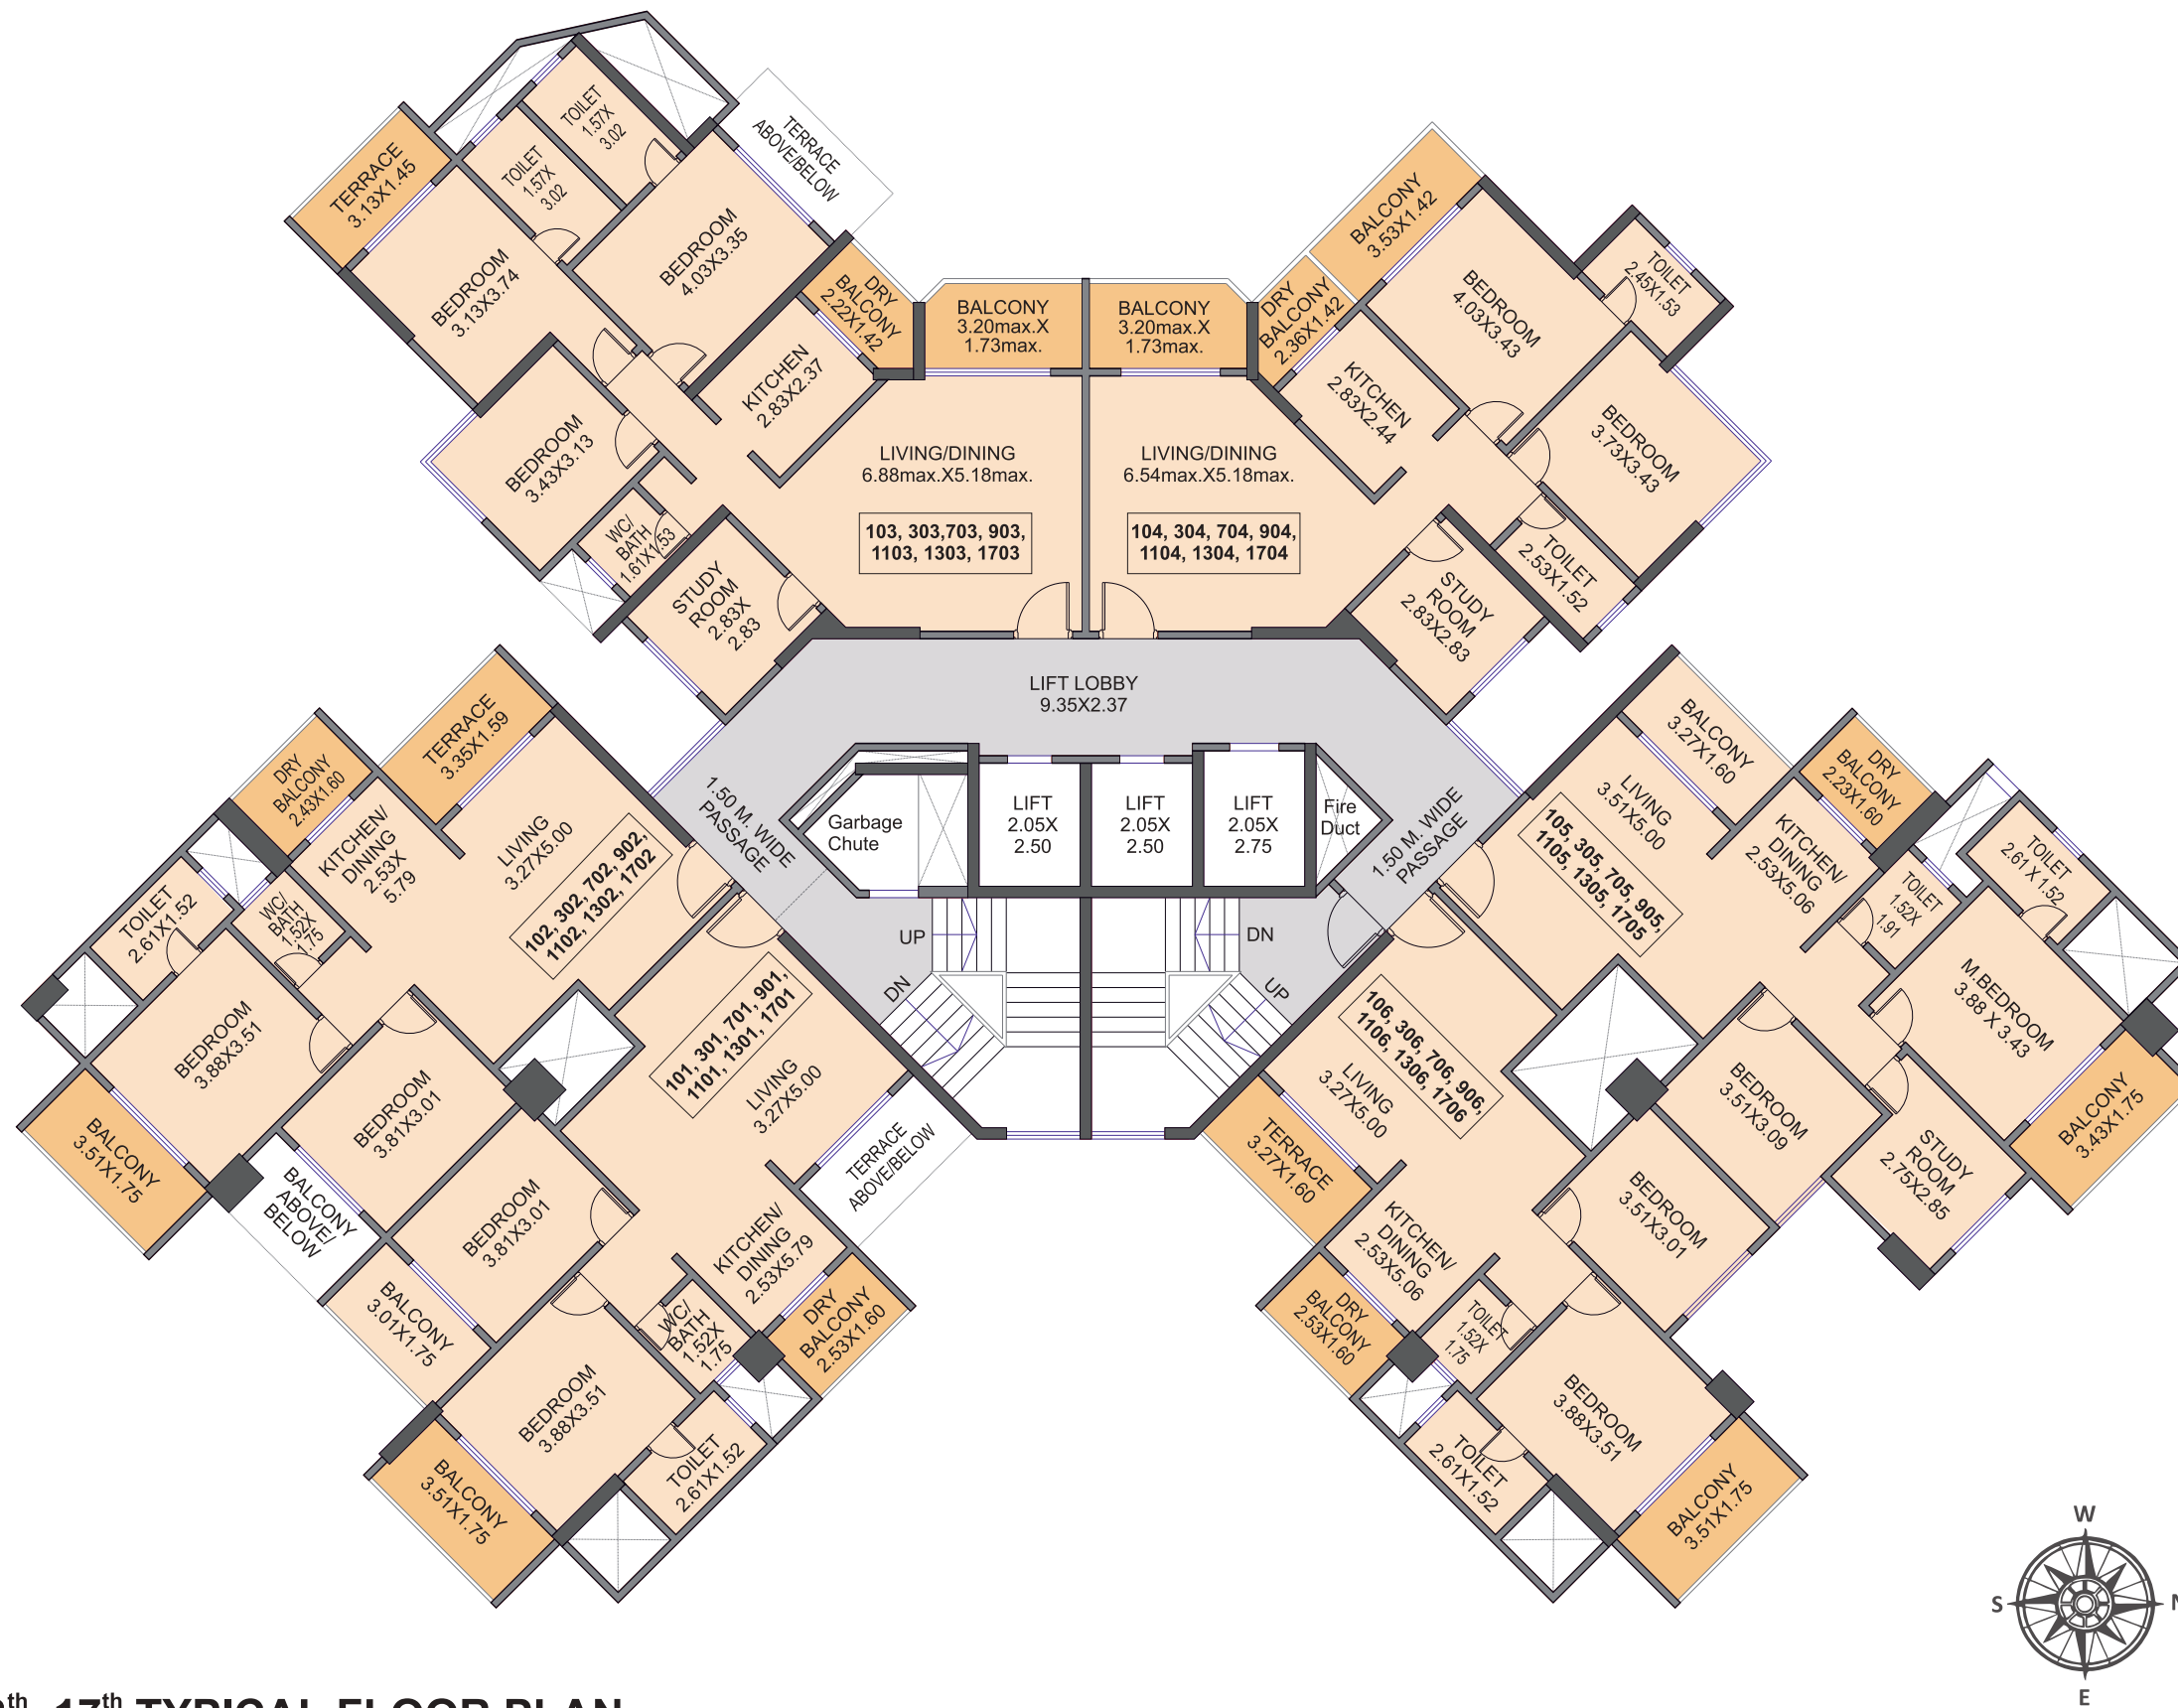 TOILET
1.57X
3.02
TOILET
1.57X
3.02
TERRACE
ABOVE/BELOW
TERRACE
3.13X1.45
BEDROOM
4.03X3.35
BEDROOM
3.13X3.74
DRY
BALCONY
2.22X1.42
KITCHEN
2.83X2.37
BALCONY
3.20max.X
1.73max.
BALCONY
3.20max.X
1.73max.
BEDROOM
3.43X3.13
WC/
BATH
1.61X1.53
STUDY
ROOM
2.83X
2.83
LIVING/DINING
6.88max.X5.18max.
103, 303,703, 903,
1103, 1303, 1703
LIVING/DINING
6.54max.X5.18max.
104, 304, 704, 904,
1104, 1304, 1704
BALCONY
3.53X1.42
DRY
BALCONY
2.36X1.42
BEDROOM
4.03X3.43
TOILET
2.45X1.53
KITCHEN
2.83X2.44
BEDROOM
3.73X3.43
TOILET
2.53X1.52
STUDY
ROOM
2.83X2.83
LIFT LOBBY
9.35X2.37
1.50 M. WIDE
PASSAGE
Garbage
Chute
LIFT
2.05X
2.50
LIFT
2.05X
2.50
LIFT
2.05X
2.75
Fire
Duct
1.50 M. WIDE
PASSAGE
UP
DN
DN
UP
TERRACE
3.35X1.59
DRY
BALCONY
2.43X1.60
KITCHEN/
DINING
2.53X
5.79
LIVING
3.27X5.00
102, 302, 702, 902,
1102, 1302, 1702
TOILET
2.61X1.52
WC/
BATH
1.52X
1.75
BEDROOM
3.88X3.51
BEDROOM
3.81X3.01
BALCONY
3.51X1.75
BALCONY
ABOVE/
BELOW
101, 301, 701, 901,
1101, 1301, 1701
LIVING
3.27X5.00
TERRACE
ABOVE/BELOW
BEDROOM
3.81X3.01
KITCHEN/
DINING
2.53X5.79
BALCONY
3.01X1.75
WC/
BATH
1.52X
1.75
DRY
BALCONY
2.53X1.60
BEDROOM
3.88X3.51
TOILET
2.61X1.52
BALCONY
3.51X1.75
BALCONY
3.27X1.60
LIVING
3.51X5.00
105, 305, 705, 905,
1105, 1305, 1705
DRY
BALCONY
2.23X1.60
KITCHEN/
DINING
2.53X5.06
TOILET
2.61 X 1.52
TOILET
1.52X
1.91
M.BEDROOM
3.88 X 3.43
BEDROOM
3.51X3.09
STUDY
ROOM
2.75X2.85
BALCONY
3.43X1.75
106, 306, 706, 906,
1106, 1306, 1706
LIVING
3.27X5.00
TERRACE
3.27X1.60
BEDROOM
3.51X3.01
KITCHEN/
DINING
2.53X5.06
DRY
BALCONY
2.53X1.60
TOILET
1.52X
1.75
BEDROOM
3.88X3.51
TOILET
2.61X1.52
BALCONY
3.51X1.75
W
S
E
17th TYPICAL FLOOR PLAN